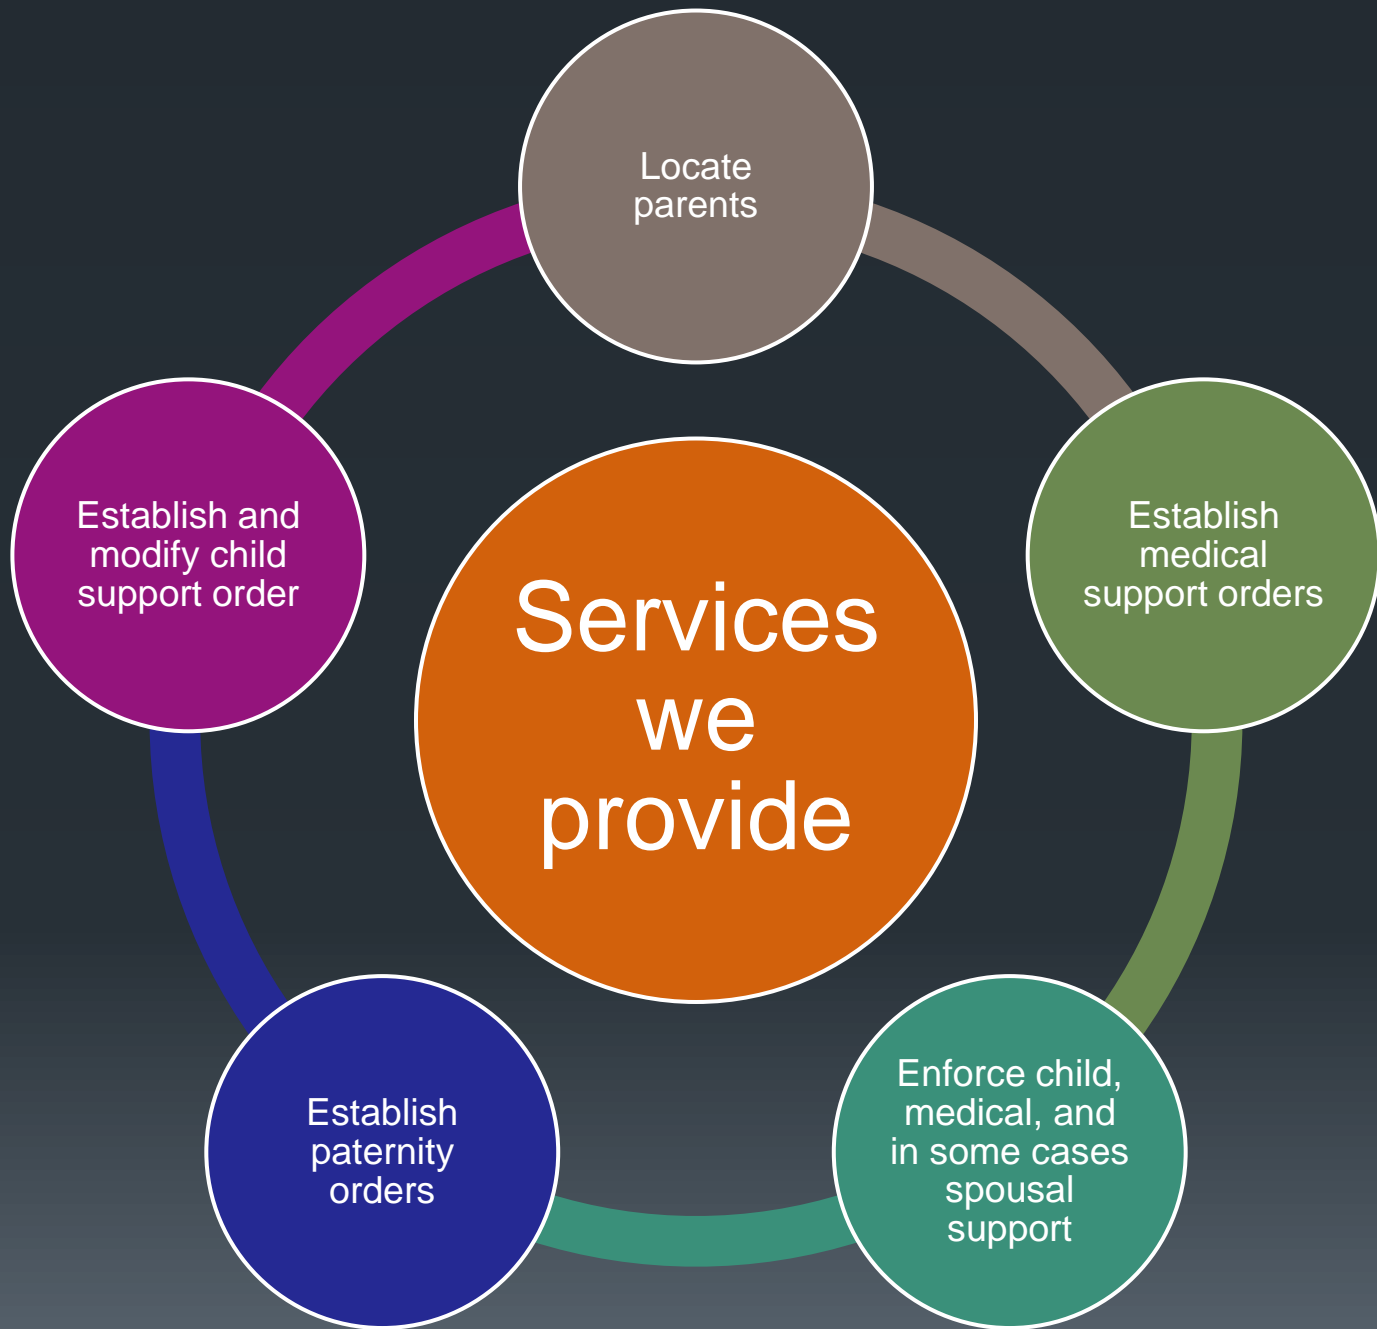 Locate
parents
Establish
medical
support orders
Enforce child,
medical, and
in some cases
spousal
support
Establish
paternity
orders
Establish and
modify child
support order
Services
we
provide